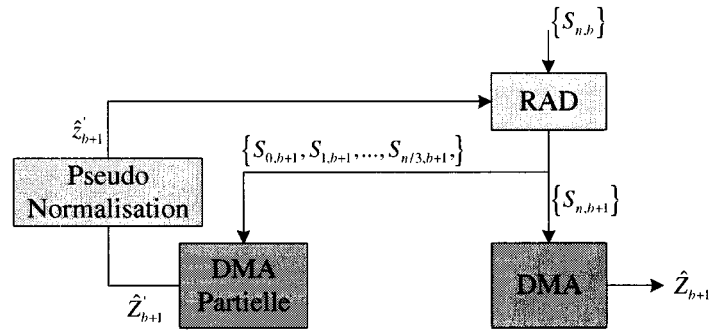 {S_{n,b}}
RAD
ẑ'_{b+1}
{S_{0,b+1}, S_{1,b+1}, ..., S_{n/3,b+1},}
Pseudo
Normalisation
{S_{n,b+1}}
DMA
Partielle
DMA
Ẑ'_{b+1}
Ẑ_{b+1}